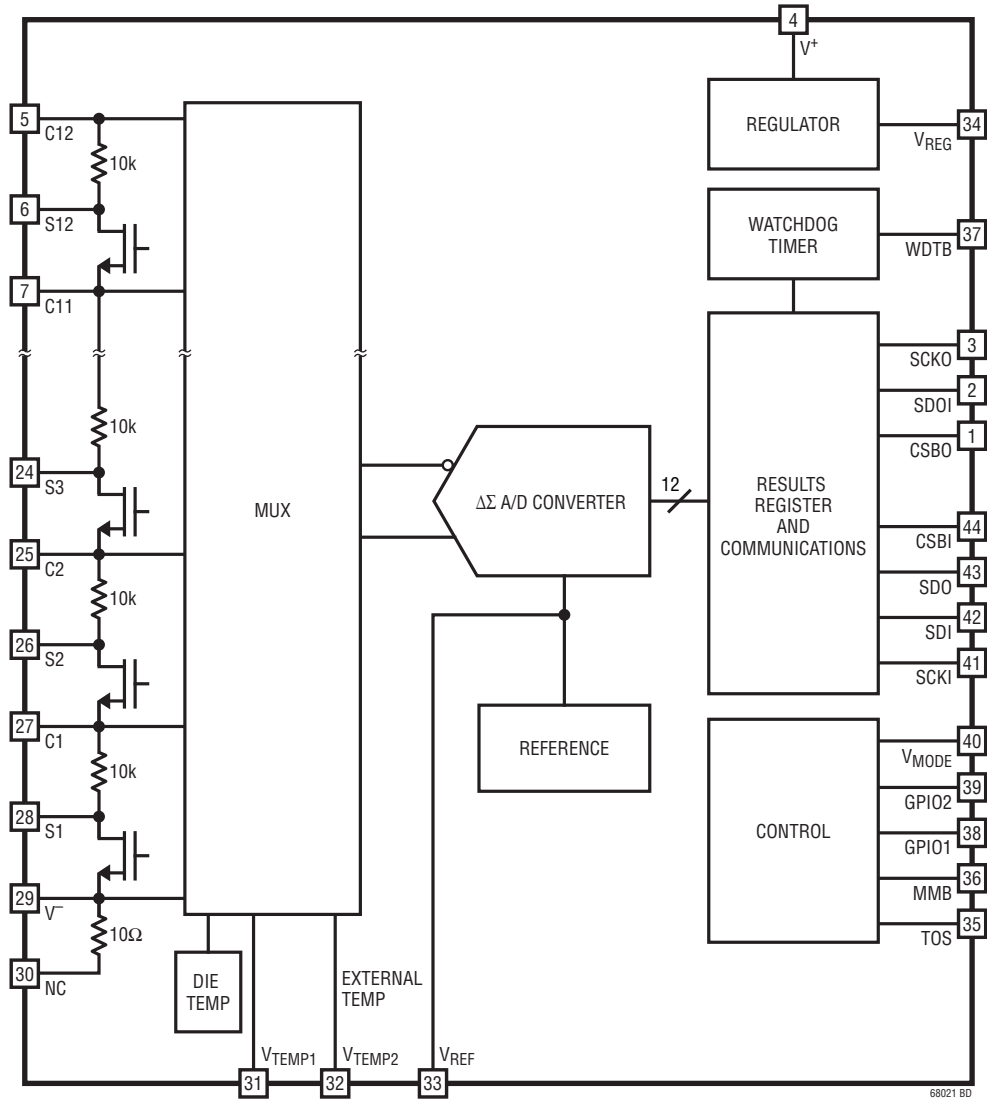 4
V+
5
C12
10k
REGULATOR
34
VREG
6
S12
WATCHDOG
TIMER
37
WDTB
7
C11
3
SCKO
2
SDOI
1
CSBO
10k
24
S3
MUX
ΔΣ A/D CONVERTER
12
RESULTS
REGISTER
AND
COMMUNICATIONS
44
CSBI
25
C2
43
SDO
10k
42
SDI
26
S2
41
SCKI
27
C1
REFERENCE
40
VMODE
10k
39
GPIO2
28
S1
CONTROL
38
GPIO1
29
V–
36
MMB
10Ω
35
TOS
30
NC
DIE
TEMP
EXTERNAL
TEMP
VTEMP1
31
VTEMP2
32
VREF
33
68021 BD